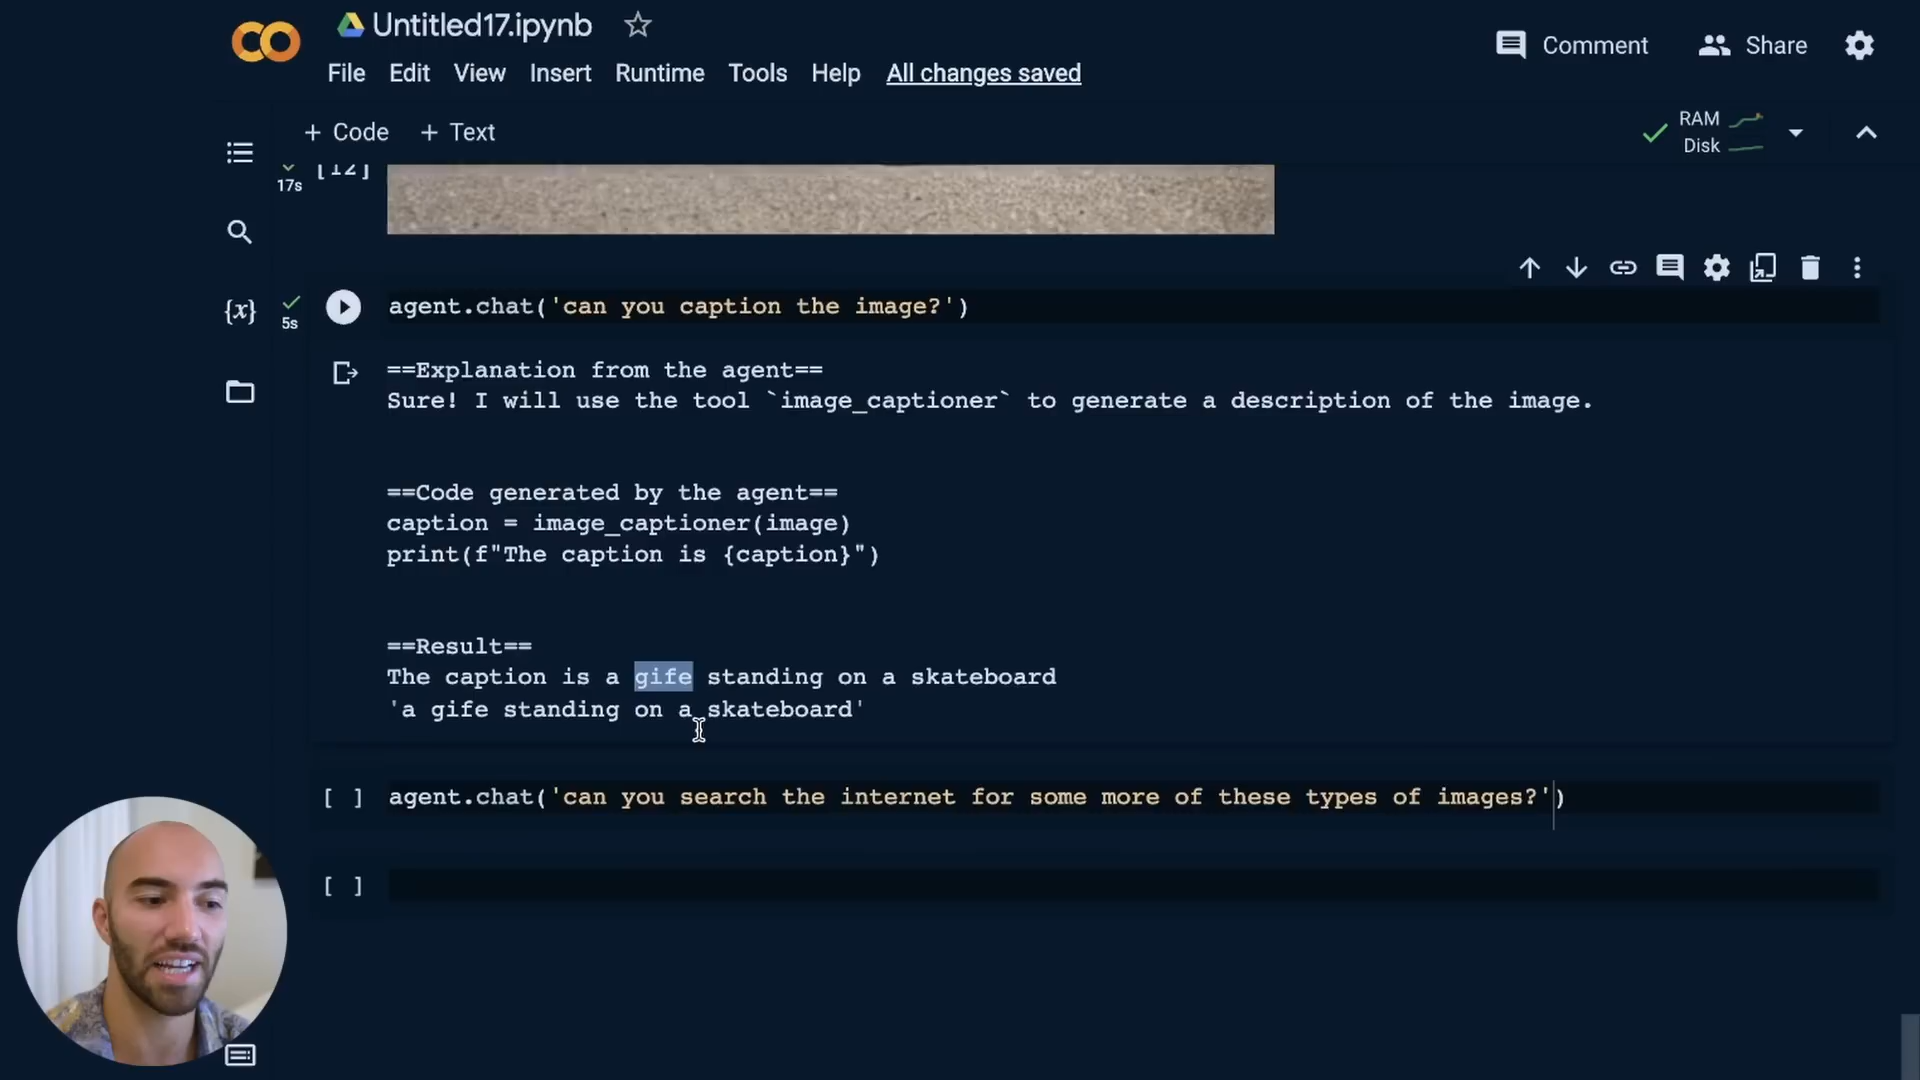 Untitled17.ipynb
Comment
Share
File Edit View Insert Runtime Tools Help All changes saved
+ Code + Text
RAM
Disk
[12]
17s
agent.chat('can you caption the image?')
5s
{x}
==Explanation from the agent==
Sure! I will use the tool `image_captioner` to generate a description of the image.
==Code generated by the agent==
caption = image_captioner(image)
print(f"The caption is {caption}")
==Result==
The caption is a gife standing on a skateboard
'a gife standing on a skateboard'
[ ] agent.chat('can you search the internet for some more of these types of images?')
[ ]